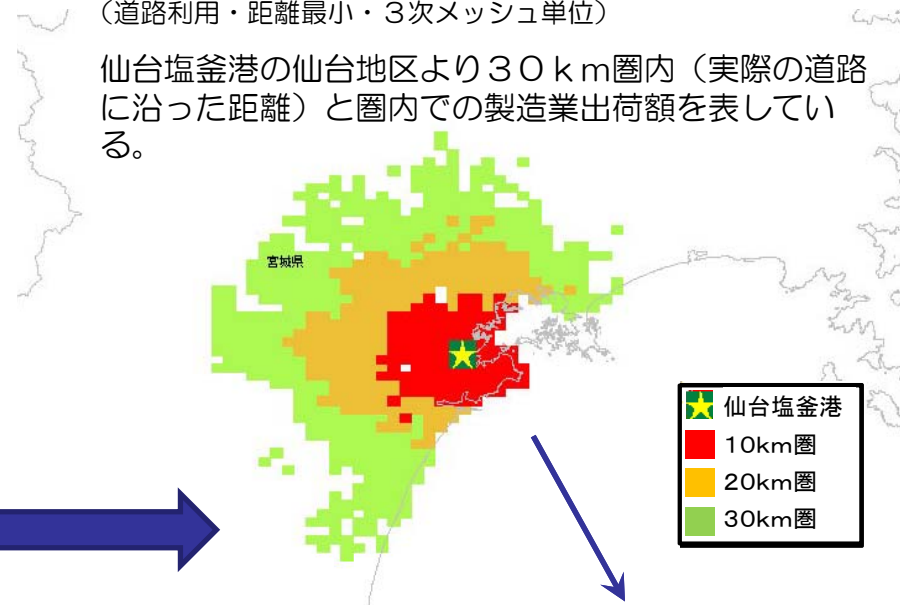 （道路利用・距離最小・３次メッシュ単位）
仙台塩釜港の仙台地区より３０ｋｍ圏内（実際の道路
に沿った距離）と圏内での製造業出荷額を表してい
る。
宮城県
仙台塩釜港
10km圏
20km圏
30km圏